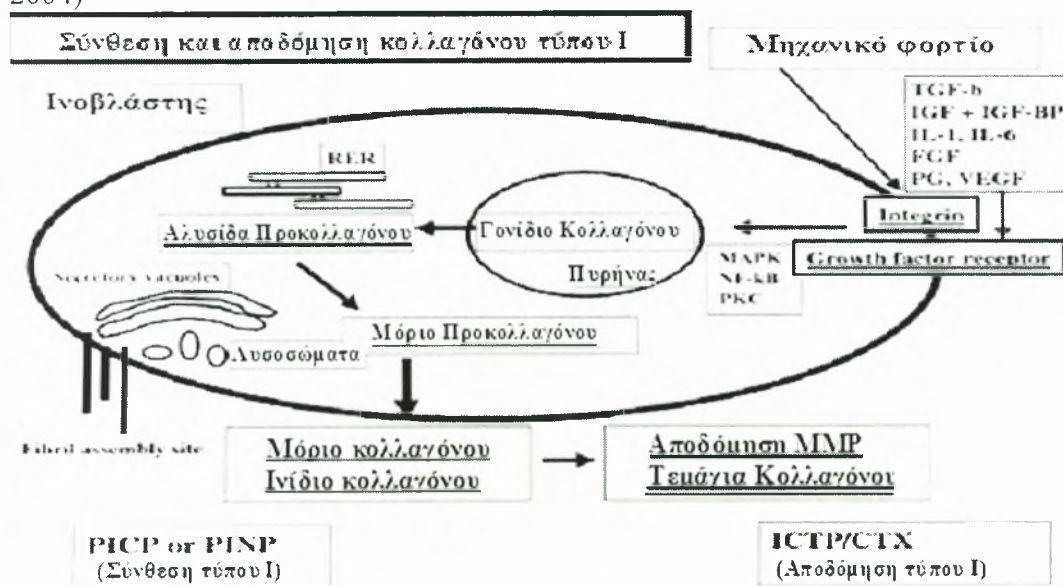 2004)
Σύνθεση και αποδόμηση κολλαγόνου τύπου I
Μηχανικό φορτίο
Ινοβλάστης
TGF-b
IGF + IGF-BP
IL-1, IL-6
FGF
PG, VEGF
RER
Integrin
Αλυσίδα Προκολλαγόνου
Γονίδιο Κολλαγόνου
Πυρήνας
MAPK
NF-kB
PKC
Growth factor receptor
Secretory vacuoles
Μόριο Προκολλαγόνου
Λυσοσώματα
Fibril assembly site
Μόριο κολλαγόνου
Ινίδιο κολλαγόνου
Αποδόμηση MMP
Τεμάχια Κολλαγόνου
PICP or PINP
(Σύνθεση τύπου I)
ICTP/CTX
(Αποδόμηση τύπου I)